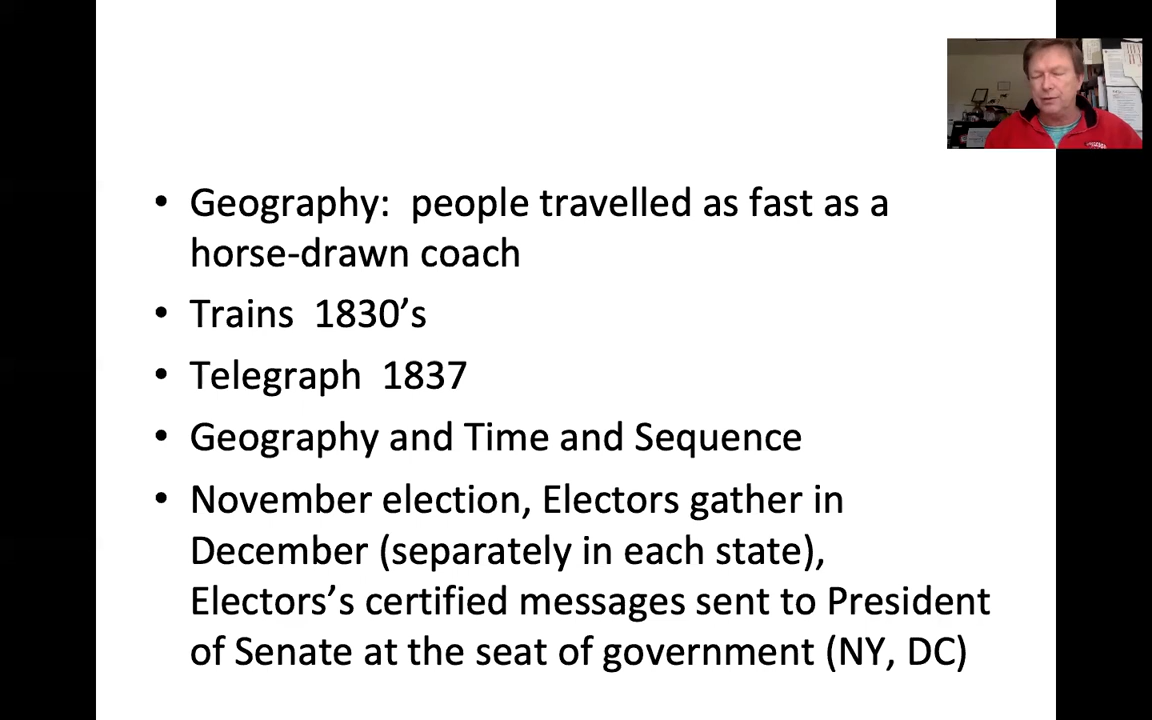 • Geography:  people travelled as fast as a
horse-drawn coach
• Trains  1830’s
• Telegraph  1837
• Geography and Time and Sequence
• November election, Electors gather in
December (separately in each state),
Electors’s certified messages sent to President
of Senate at the seat of government (NY, DC)